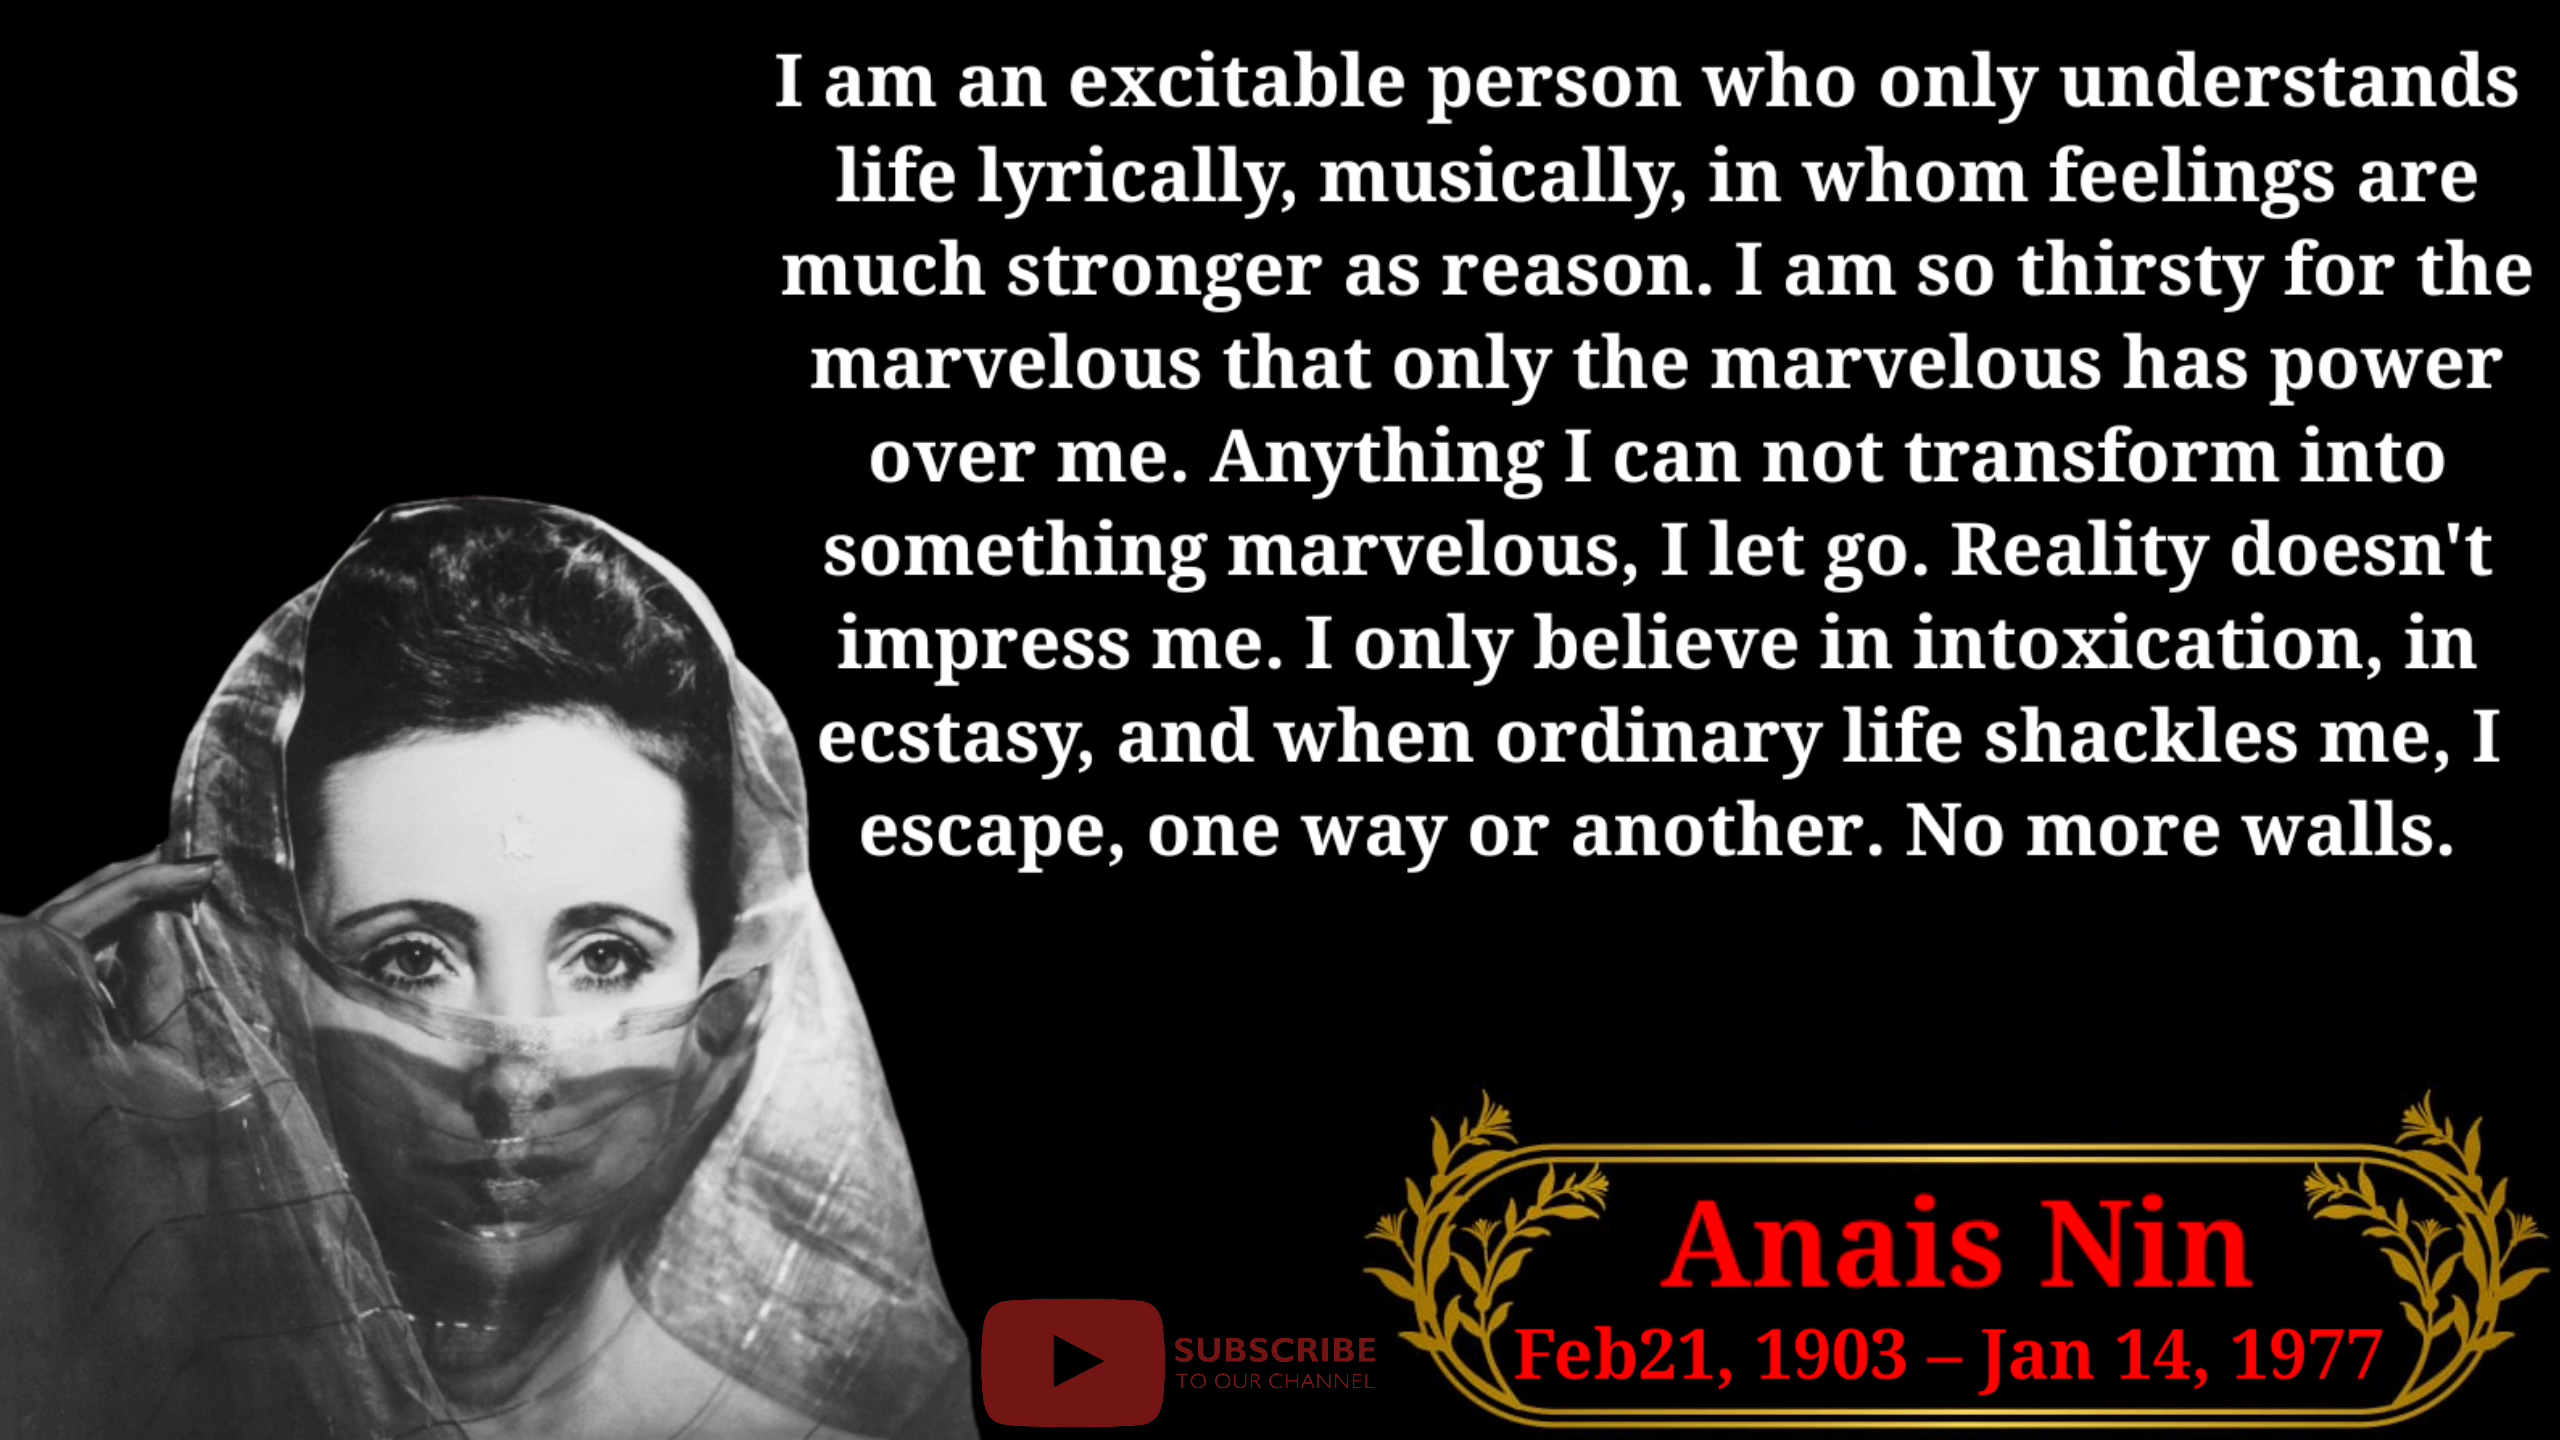 I am an excitable person who only understands
life lyrically, musically, in whom feelings are
much stronger as reason. I am so thirsty for the
marvelous that only the marvelous has power
over me. Anything I can not transform into
something marvelous, I let go. Reality doesn't
impress me. I only believe in intoxication, in
ecstasy, and when ordinary life shackles me, I
escape, one way or another. No more walls.
Anais Nin
Feb21, 1903 – Jan 14, 1977
SUBSCRIBE
TO OUR CHANNEL